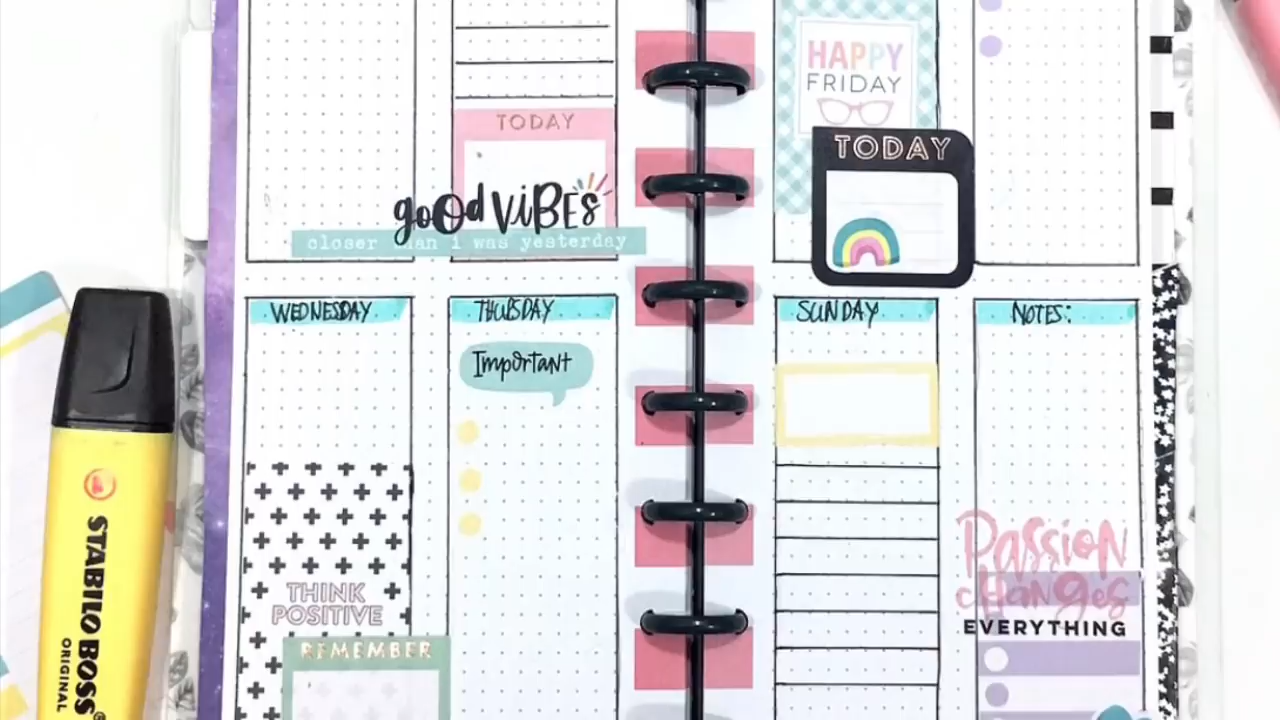 TODAY
good ViBES
closer than i was yesterday
HAPPY
FRIDAY
TODAY
WEDNESDAY
THURSDAY
Important
THINK
POSITIVE
REMEMBER
SUNDAY
NOTES:
Passion
changes
EVERYTHING
STABILO BOSS®
ORIGINAL